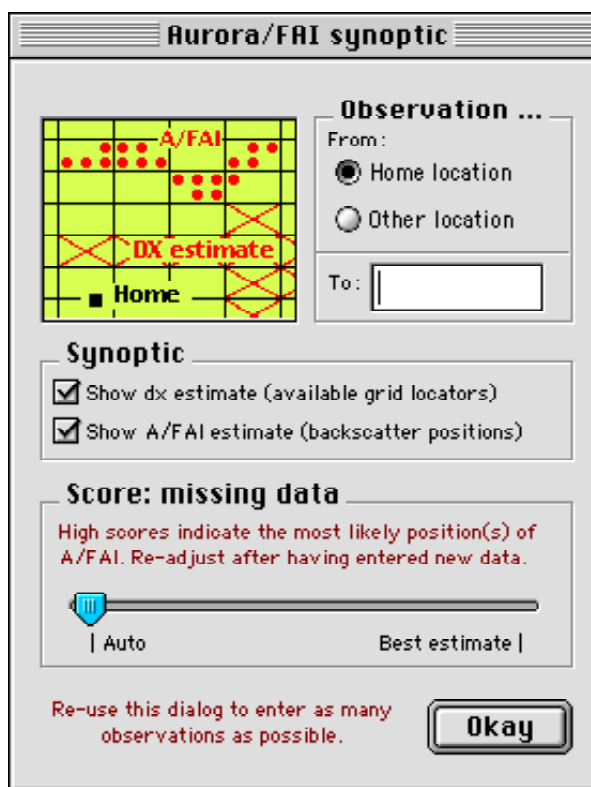 Aurora/FAI synoptic
A/FAI
DX estimate
Home
Observation ...
From:
Home location
Other location
To:
Synoptic
Show dx estimate (available grid locators)
Show A/FAI estimate (backscatter positions)
Score: missing data
High scores indicate the most likely position(s) of
A/FAI. Re-adjust after having entered new data.
| Auto
Best estimate |
Re-use this dialog to enter as many
observations as possible.
Okay